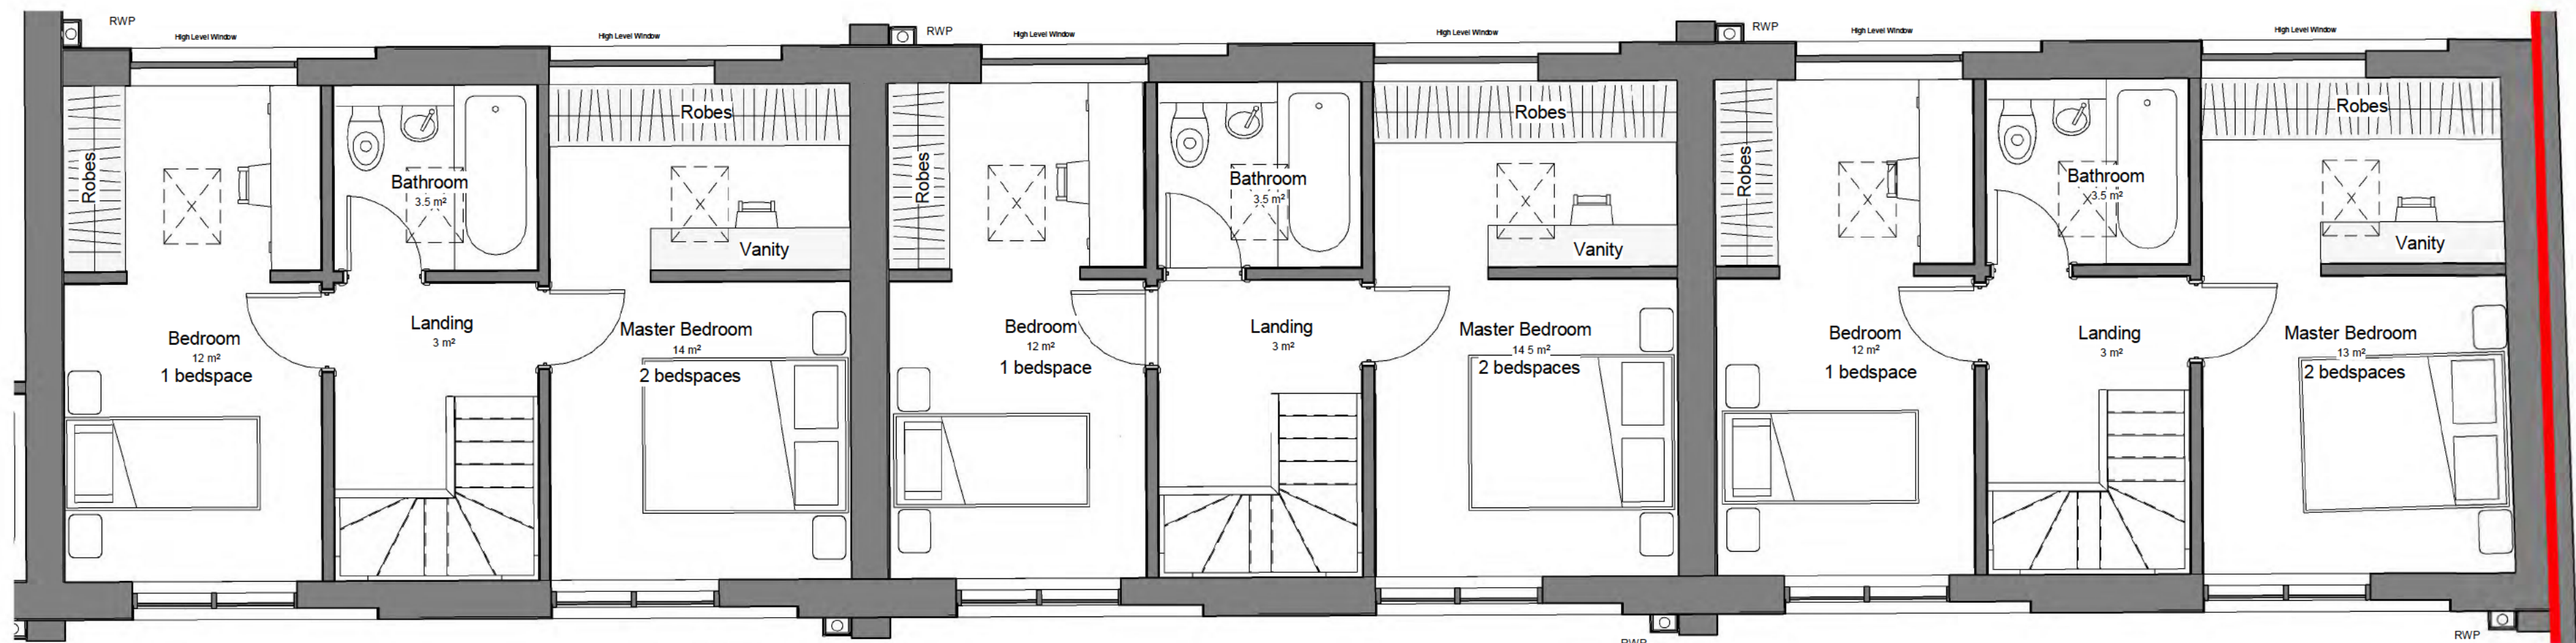 RWP
High Level Window
High Level Window
RWP
High Level Window
High Level Window
RWP
High Level Window
High Level Window
Robes
Bathroom
3.5 m²
Robes
Vanity
Bedroom
12 m²
1 bedspace
Landing
3 m²
Master Bedroom
14 m²
2 bedspaces
Robes
Bathroom
3.5 m²
Robes
Vanity
Bedroom
12 m²
1 bedspace
Landing
3 m²
Master Bedroom
14 5 m²
2 bedspaces
Robes
Bathroom
3.5 m²
Robes
Vanity
Bedroom
12 m²
1 bedspace
Landing
3 m²
Master Bedroom
13 m²
2 bedspaces
RWP
RWP